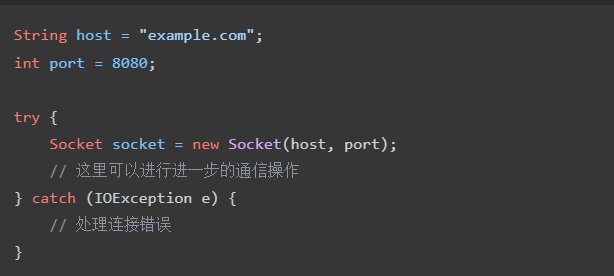 String host = "example.com";
int port = 8080;
try {
    Socket socket = new Socket(host, port);
    // 这里可以进行进一步的通信操作
} catch (IOException e) {
    // 处理连接错误
}